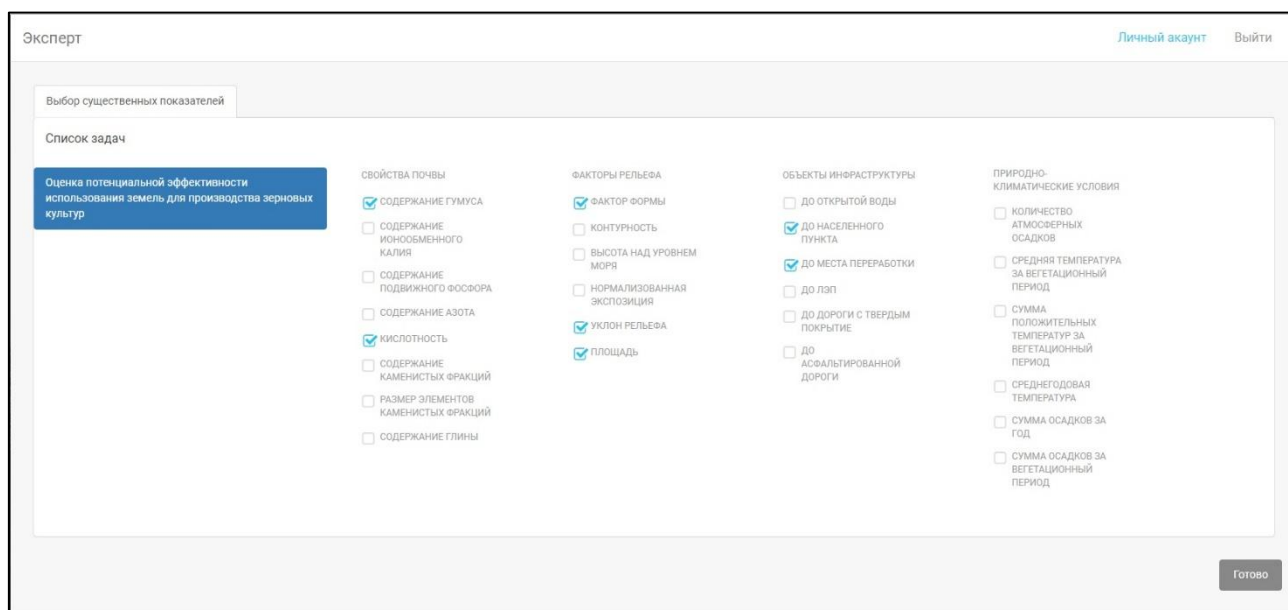 Эксперт
Личный акаунт
Выйти
Выбор существенных показателей
Список задач
Оценка потенциальной эффективности
использования земель для производства зерновых
культур
СВОЙСТВА ПОЧВЫ
СОДЕРЖАНИЕ ГУМУСА
СОДЕРЖАНИЕ
ИОНООБМЕННОГО
КАЛИЯ
СОДЕРЖАНИЕ
ПОДВИЖНОГО ФОСФОРА
СОДЕРЖАНИЕ АЗОТА
КИСЛОТНОСТЬ
СОДЕРЖАНИЕ
КАМЕНИСТЫХ ФРАКЦИЙ
РАЗМЕР ЭЛЕМЕНТОВ
КАМЕНИСТЫХ ФРАКЦИЙ
СОДЕРЖАНИЕ ГЛИНЫ
ФАКТОРЫ РЕЛЬЕФА
ФАКТОР ФОРМЫ
КОНТУРНОСТЬ
ВЫСОТА НАД УРОВНЕМ
МОРЯ
НОРМАЛИЗОВАННАЯ
ЭКСПОЗИЦИЯ
УКЛОН РЕЛЬЕФА
ПЛОЩАДЬ
ОБЪЕКТЫ ИНФРАСТРУКТУРЫ
ДО ОТКРЫТОЙ ВОДЫ
ДО НАСЕЛЕННОГО
ПУНКТА
ДО МЕСТА ПЕРЕРАБОТКИ
ДО ЛЭП
ДО ДОРОГИ С ТВЕРДЫМ
ПОКРЫТИЕ
ДО
АСФАЛЬТИРОВАННОЙ
ДОРОГИ
ПРИРОДНО-
КЛИМАТИЧЕСКИЕ УСЛОВИЯ
КОЛИЧЕСТВО
АТМОСФЕРНЫХ
ОСАДКОВ
СРЕДНЯЯ ТЕМПЕРАТУРА
ЗА ВЕГЕТАЦИОННЫЙ
ПЕРИОД
СУММА
ПОЛОЖИТЕЛЬНЫХ
ТЕМПЕРАТУР ЗА
ВЕГЕТАЦИОННЫЙ
ПЕРИОД
СРЕДНЕГОДОВАЯ
ТЕМПЕРАТУРА
СУММА ОСАДКОВ ЗА
ГОД
СУММА ОСАДКОВ ЗА
ВЕГЕТАЦИОННЫЙ
ПЕРИОД
Готово